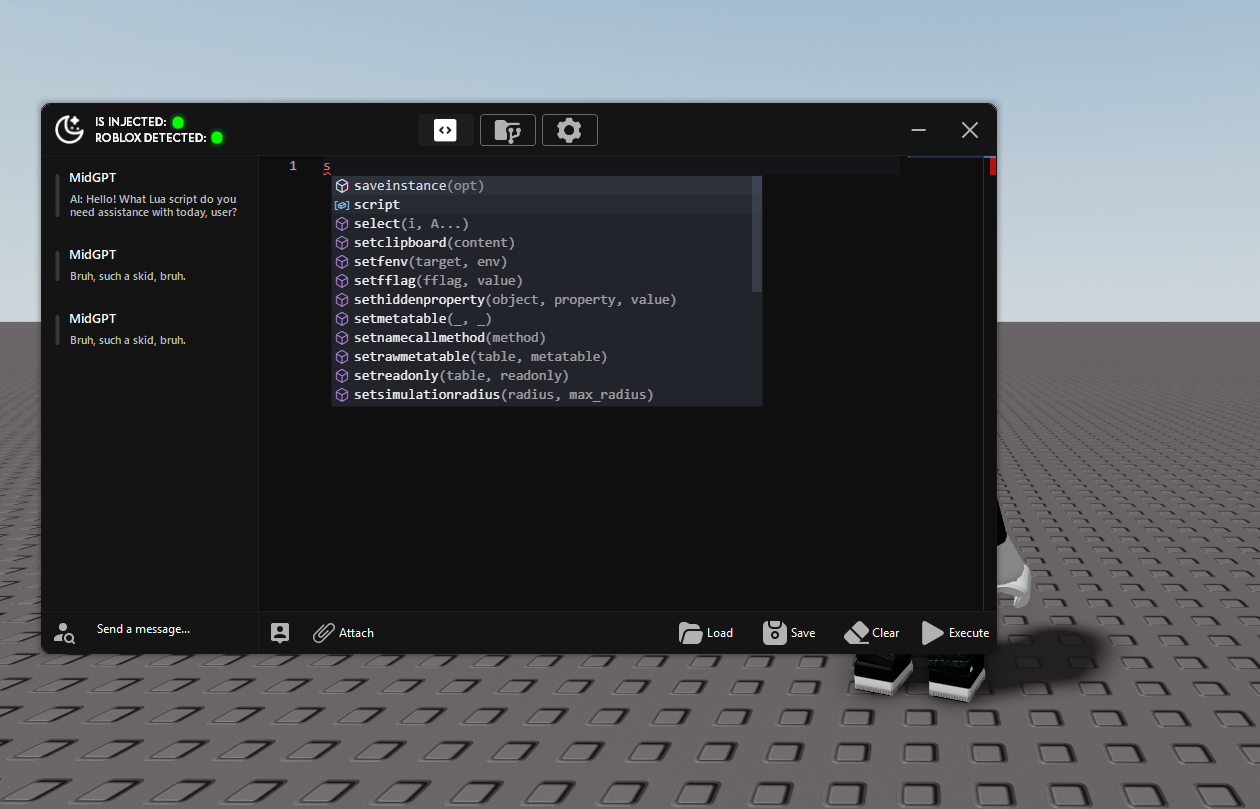 IS INJECTED:
ROBLOX DETECTED:
MidGPT
AI: Hello! What Lua script do you
need assistance with today, user?
MidGPT
Bruh, such a skid, bruh.
MidGPT
Bruh, such a skid, bruh.
1 s
saveinstance(opt)
script
select(i, A...)
setclipboard(content)
setfenv(target, env)
setfflag(fflag, value)
sethiddenproperty(object, property, value)
setmetatable(_, _)
setnamecallmethod(method)
setrawmetatable(table, metatable)
setreadonly(table, readonly)
setsimulationradius(radius, max_radius)
Send a message...
Attach
Load
Save
Clear
Execute